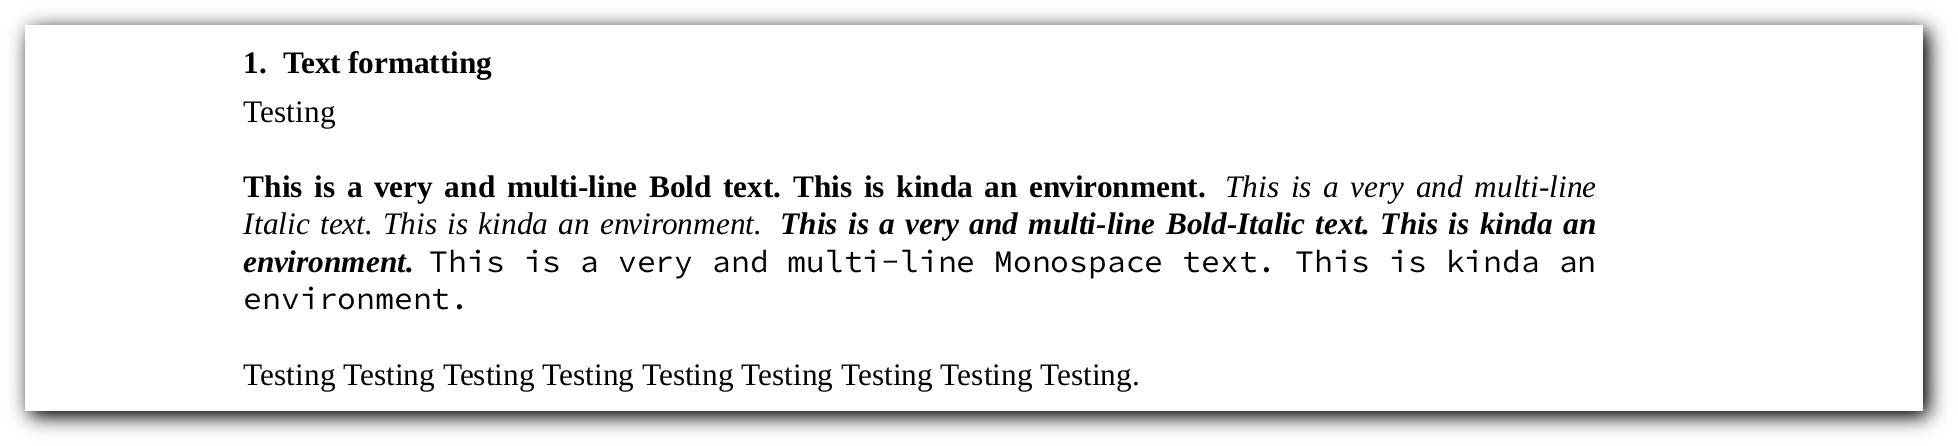 1. Text formatting
Testing
This is a very and multi-line Bold text. This is kinda an environment. This is a very and multi-line
Italic text. This is kinda an environment. This is a very and multi-line Bold-Italic text. This is kinda an
environment. This is a very and multi-line Monospace text. This is kinda an
environment.
Testing Testing Testing Testing Testing Testing Testing Testing Testing.